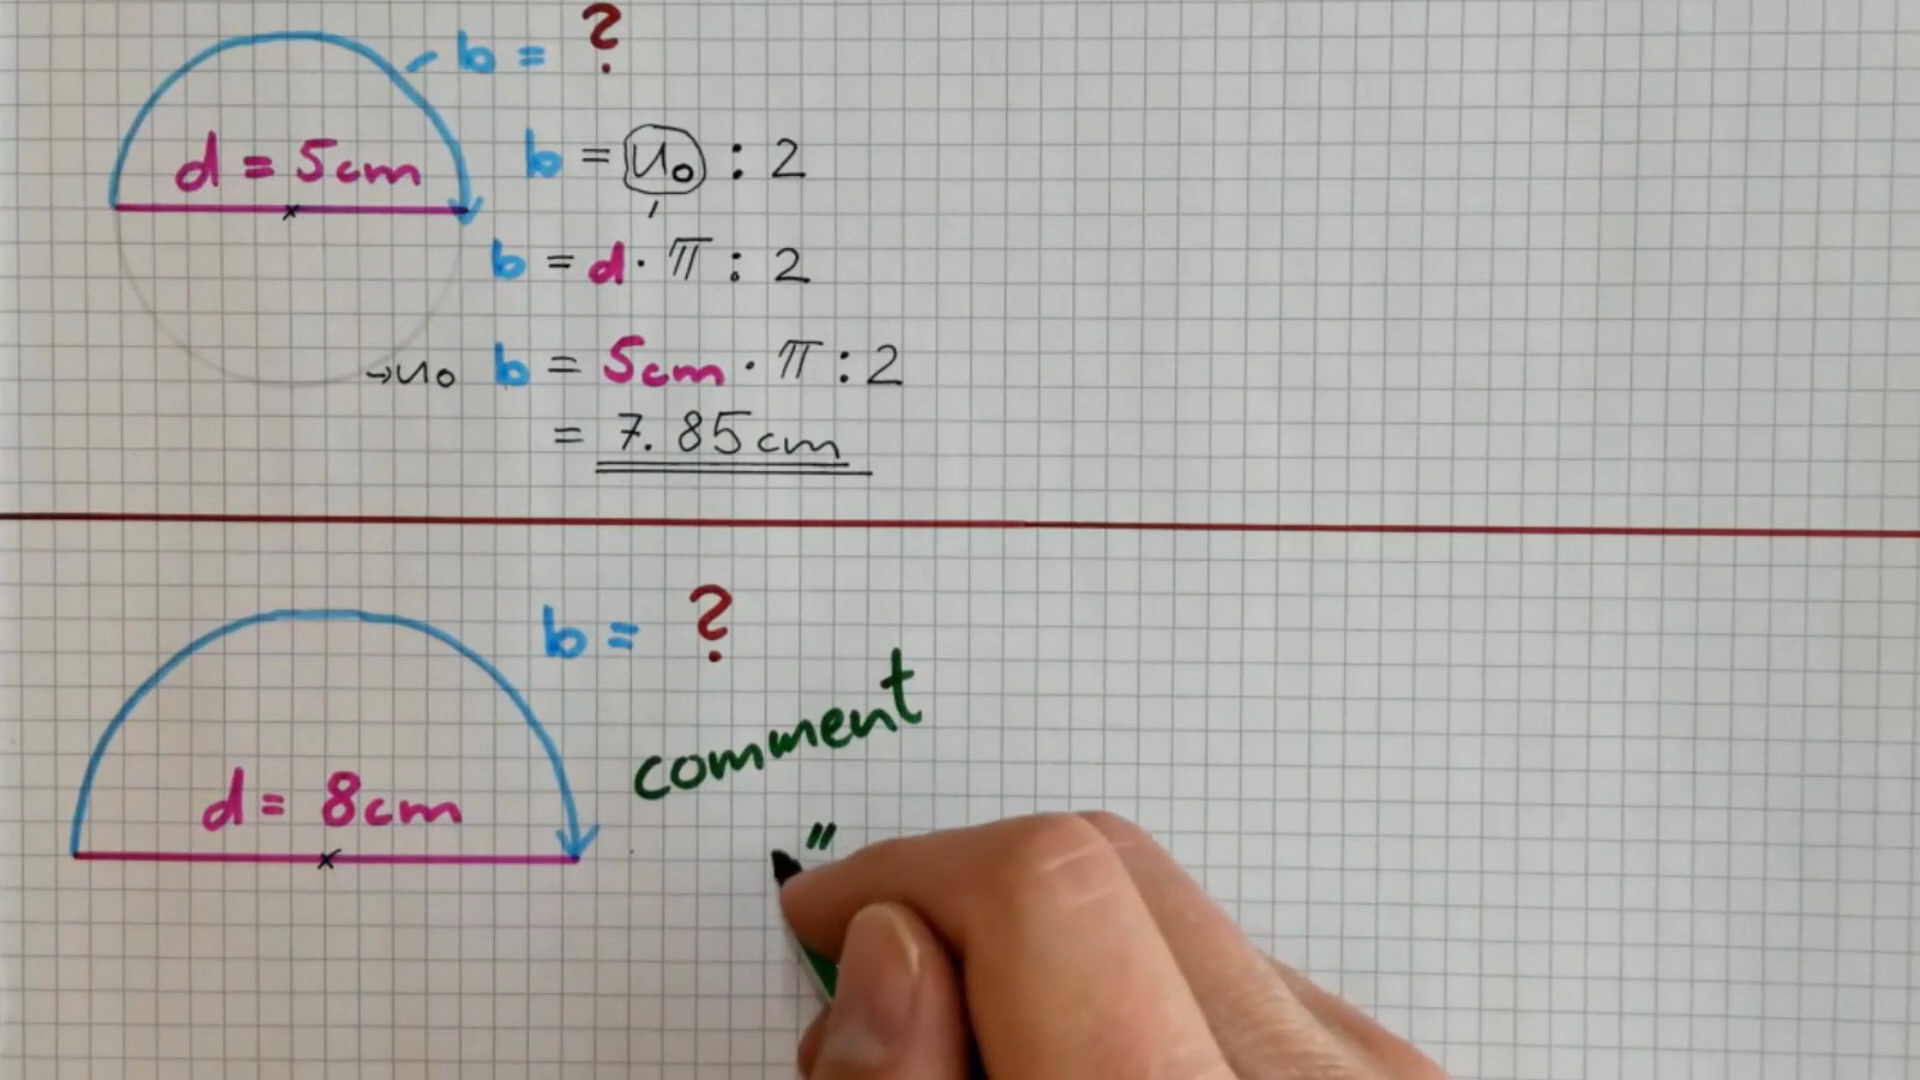 b = ?
d = 5cm
b = u₀ : 2
b = d · π : 2
→u₀
b = 5cm · π : 2
= 7.85cm
b = ?
comment
"
d = 8cm